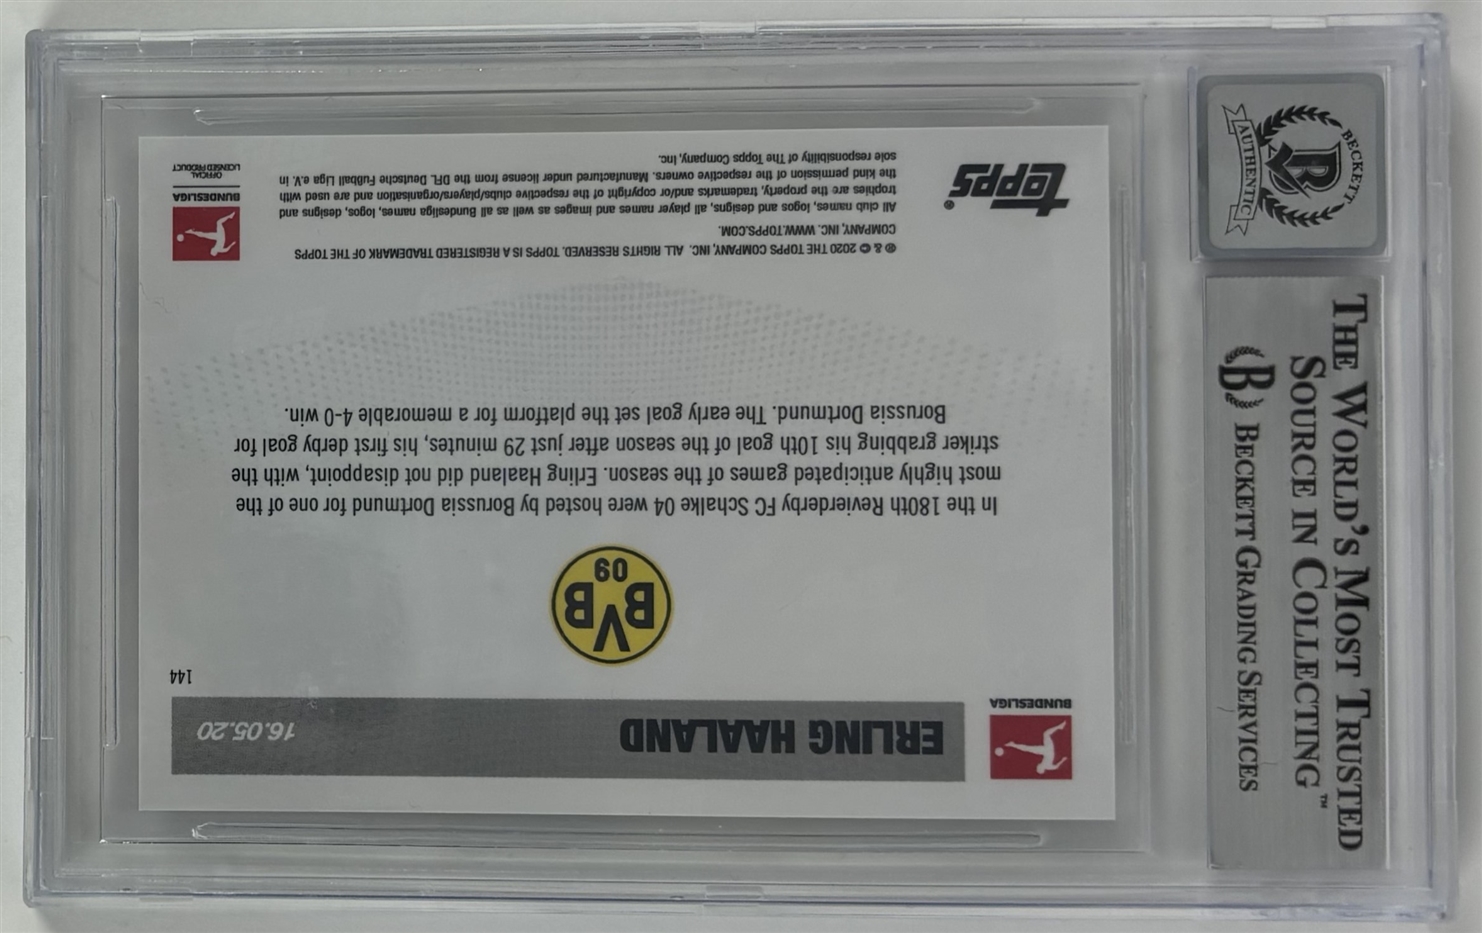 ERLING HAALAND
16.05.20
BUNDESLIGA
144
BVB
09
In the 180th Revierderby FC Schalke 04 were hosted by Borussia Dortmund for one of the
most highly anticipated games of the season. Erling Haaland did not disappoint, with the
striker grabbing his 10th goal of the season after just 29 minutes, his first derby goal for
Borussia Dortmund. The early goal set the platform for a memorable 4-0 win.
® & © 2020 THE TOPPS COMPANY, INC. ALL RIGHTS RESERVED. TOPPS IS A REGISTERED TRADEMARK OF THE TOPPS
COMPANY, INC. WWW.TOPPS.COM.
All club names, logos and designs, all player names and images as well as all Bundesliga names, logos, designs and
trophies are the property, trademarks and/or copyright of the respective clubs/players/organisation and are used with
the kind permission of the respective owners. Manufactured under license from the DFL Deutsche Fußball Liga e.V. in
sole responsibility of The Topps Company, Inc.
topps®
BUNDESLIGA
OFFICIAL
LICENSED PRODUCT
BECKETT
B
AUTHENTIC
THE WORLD'S MOST TRUSTED
SOURCE IN COLLECTING™
B BECKETT GRADING SERVICES